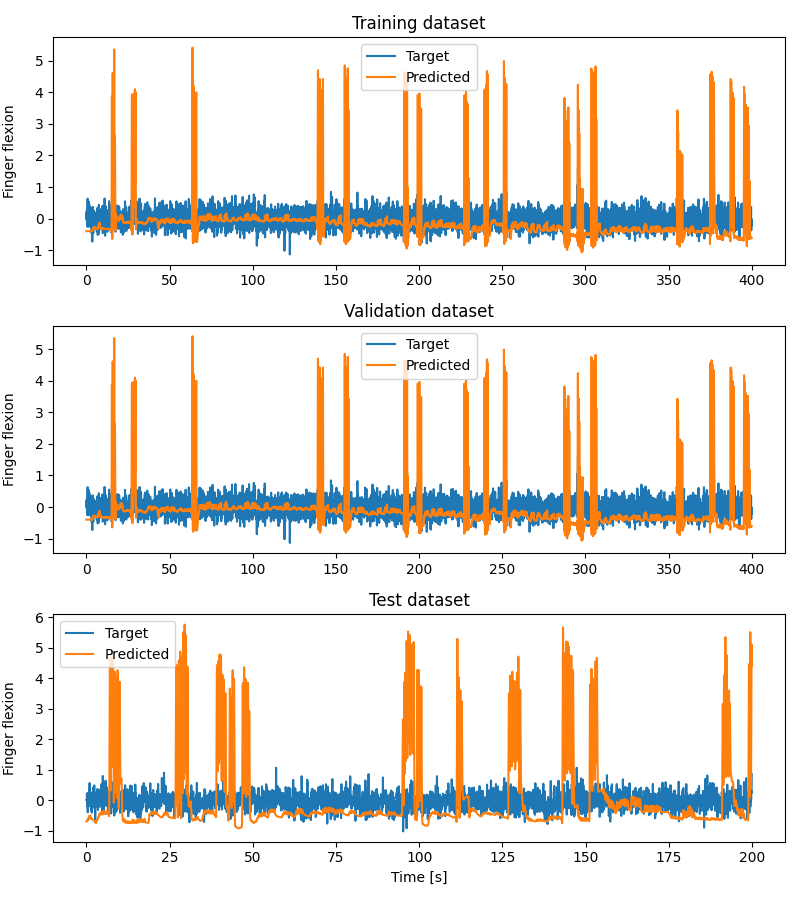 Training dataset
Target
Predicted
Finger flexion
5
4
3
2
1
0
−1
0 50 100 150 200 250 300 350 400
Validation dataset
Target
Predicted
Finger flexion
5
4
3
2
1
0
−1
0 50 100 150 200 250 300 350 400
Test dataset
Target
Predicted
Finger flexion
6
5
4
3
2
1
0
−1
0 25 50 75 100 125 150 175 200
Time [s]